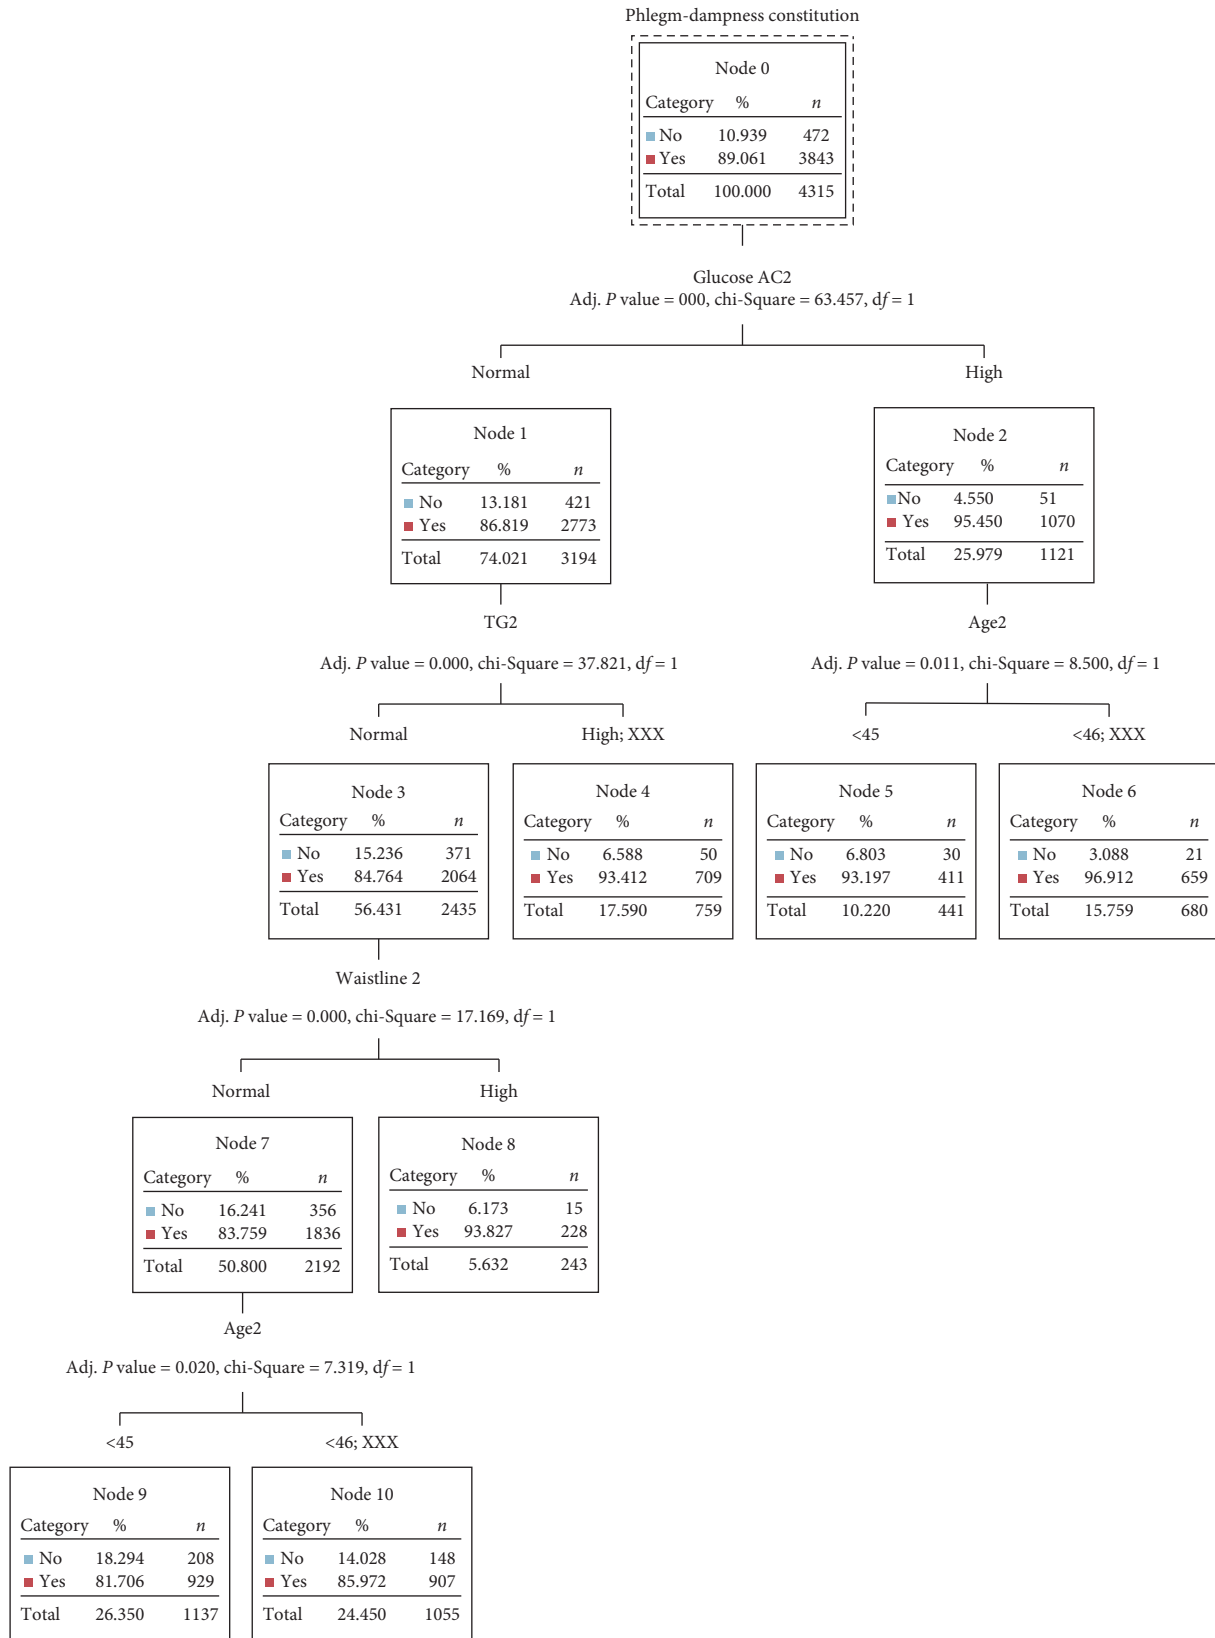 Phlegm-dampness constitution
Node 0
Category % n
No 10.939 472
Yes 89.061 3843
Total 100.000 4315
Glucose AC2
Adj. P value = 000, chi-Square = 63.457, df = 1
Normal
High
Node 1
Category % n
No 13.181 421
Yes 86.819 2773
Total 74.021 3194
Node 2
Category % n
No 4.550 51
Yes 95.450 1070
Total 25.979 1121
TG2
Adj. P value = 0.000, chi-Square = 37.821, df = 1
Age2
Adj. P value = 0.011, chi-Square = 8.500, df = 1
Normal
High; XXX
<45
<46; XXX
Node 3
Category % n
No 15.236 371
Yes 84.764 2064
Total 56.431 2435
Node 4
Category % n
No 6.588 50
Yes 93.412 709
Total 17.590 759
Node 5
Category % n
No 6.803 30
Yes 93.197 411
Total 10.220 441
Node 6
Category % n
No 3.088 21
Yes 96.912 659
Total 15.759 680
Waistline 2
Adj. P value = 0.000, chi-Square = 17.169, df = 1
Normal
High
Node 7
Category % n
No 16.241 356
Yes 83.759 1836
Total 50.800 2192
Node 8
Category % n
No 6.173 15
Yes 93.827 228
Total 5.632 243
Age2
Adj. P value = 0.020, chi-Square = 7.319, df = 1
<45
<46; XXX
Node 9
Category % n
No 18.294 208
Yes 81.706 929
Total 26.350 1137
Node 10
Category % n
No 14.028 148
Yes 85.972 907
Total 24.450 1055